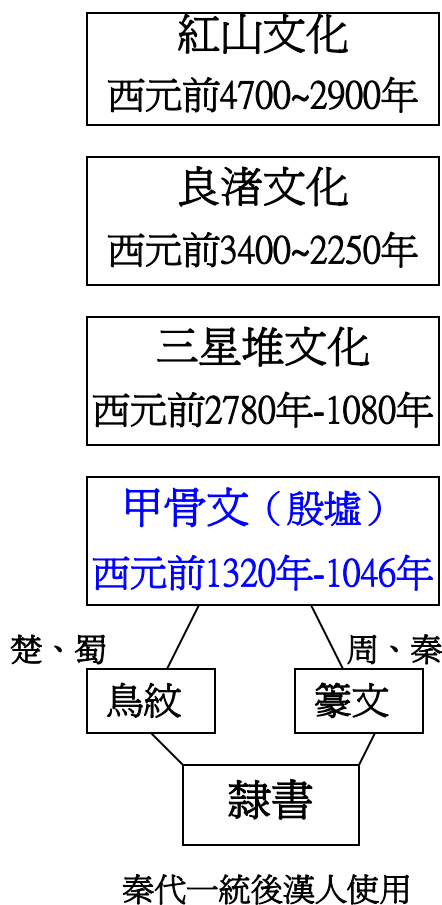 紅山文化
西元前4700~2900年
良渚文化
西元前3400~2250年
三星堆文化
西元前2780年-1080年
甲骨文（殷墟）
西元前1320年-1046年
楚、蜀
周、秦
鳥紋
篆文
隸書
秦代一統後漢人使用